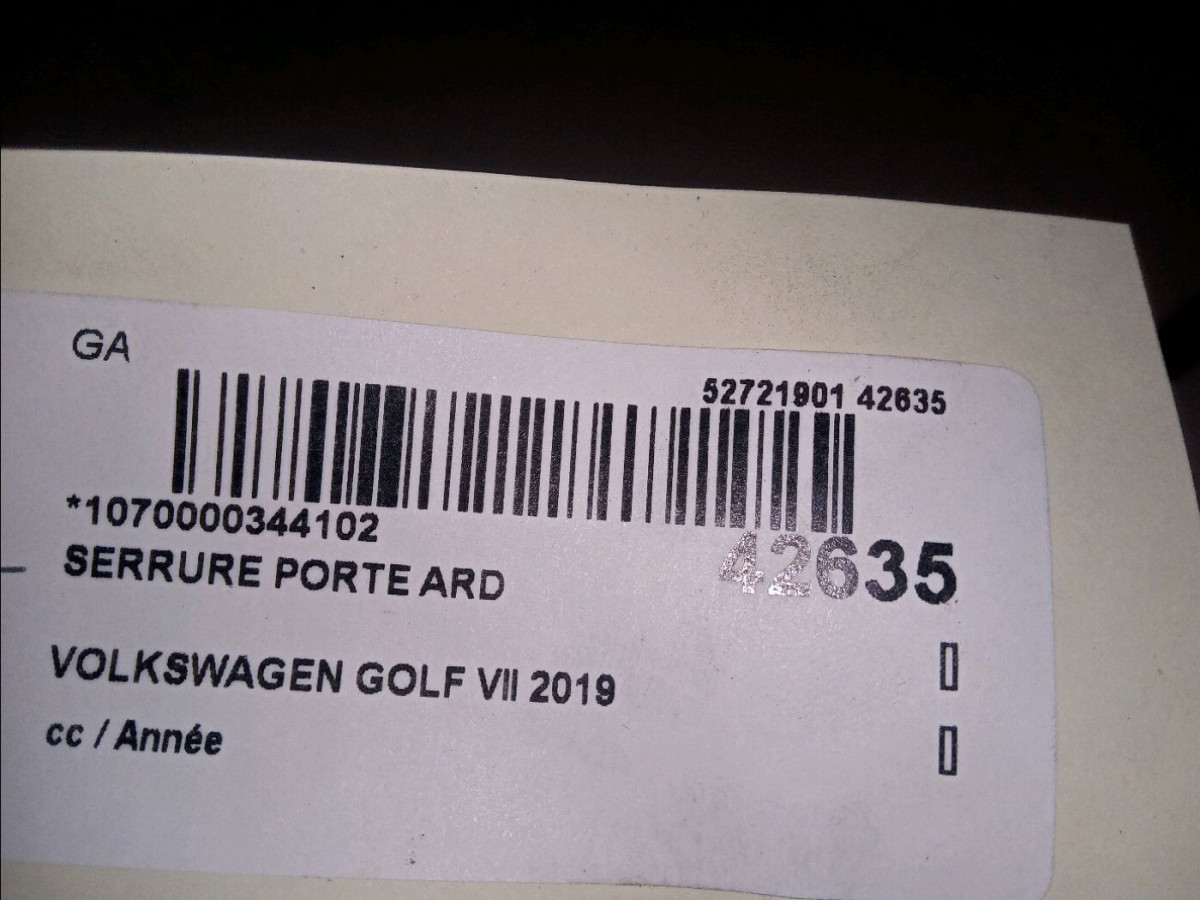 GA
52721901 42635
*1070000344102
42635
SERRURE PORTE ARD
VOLKSWAGEN GOLF VII 2019
cc / Année